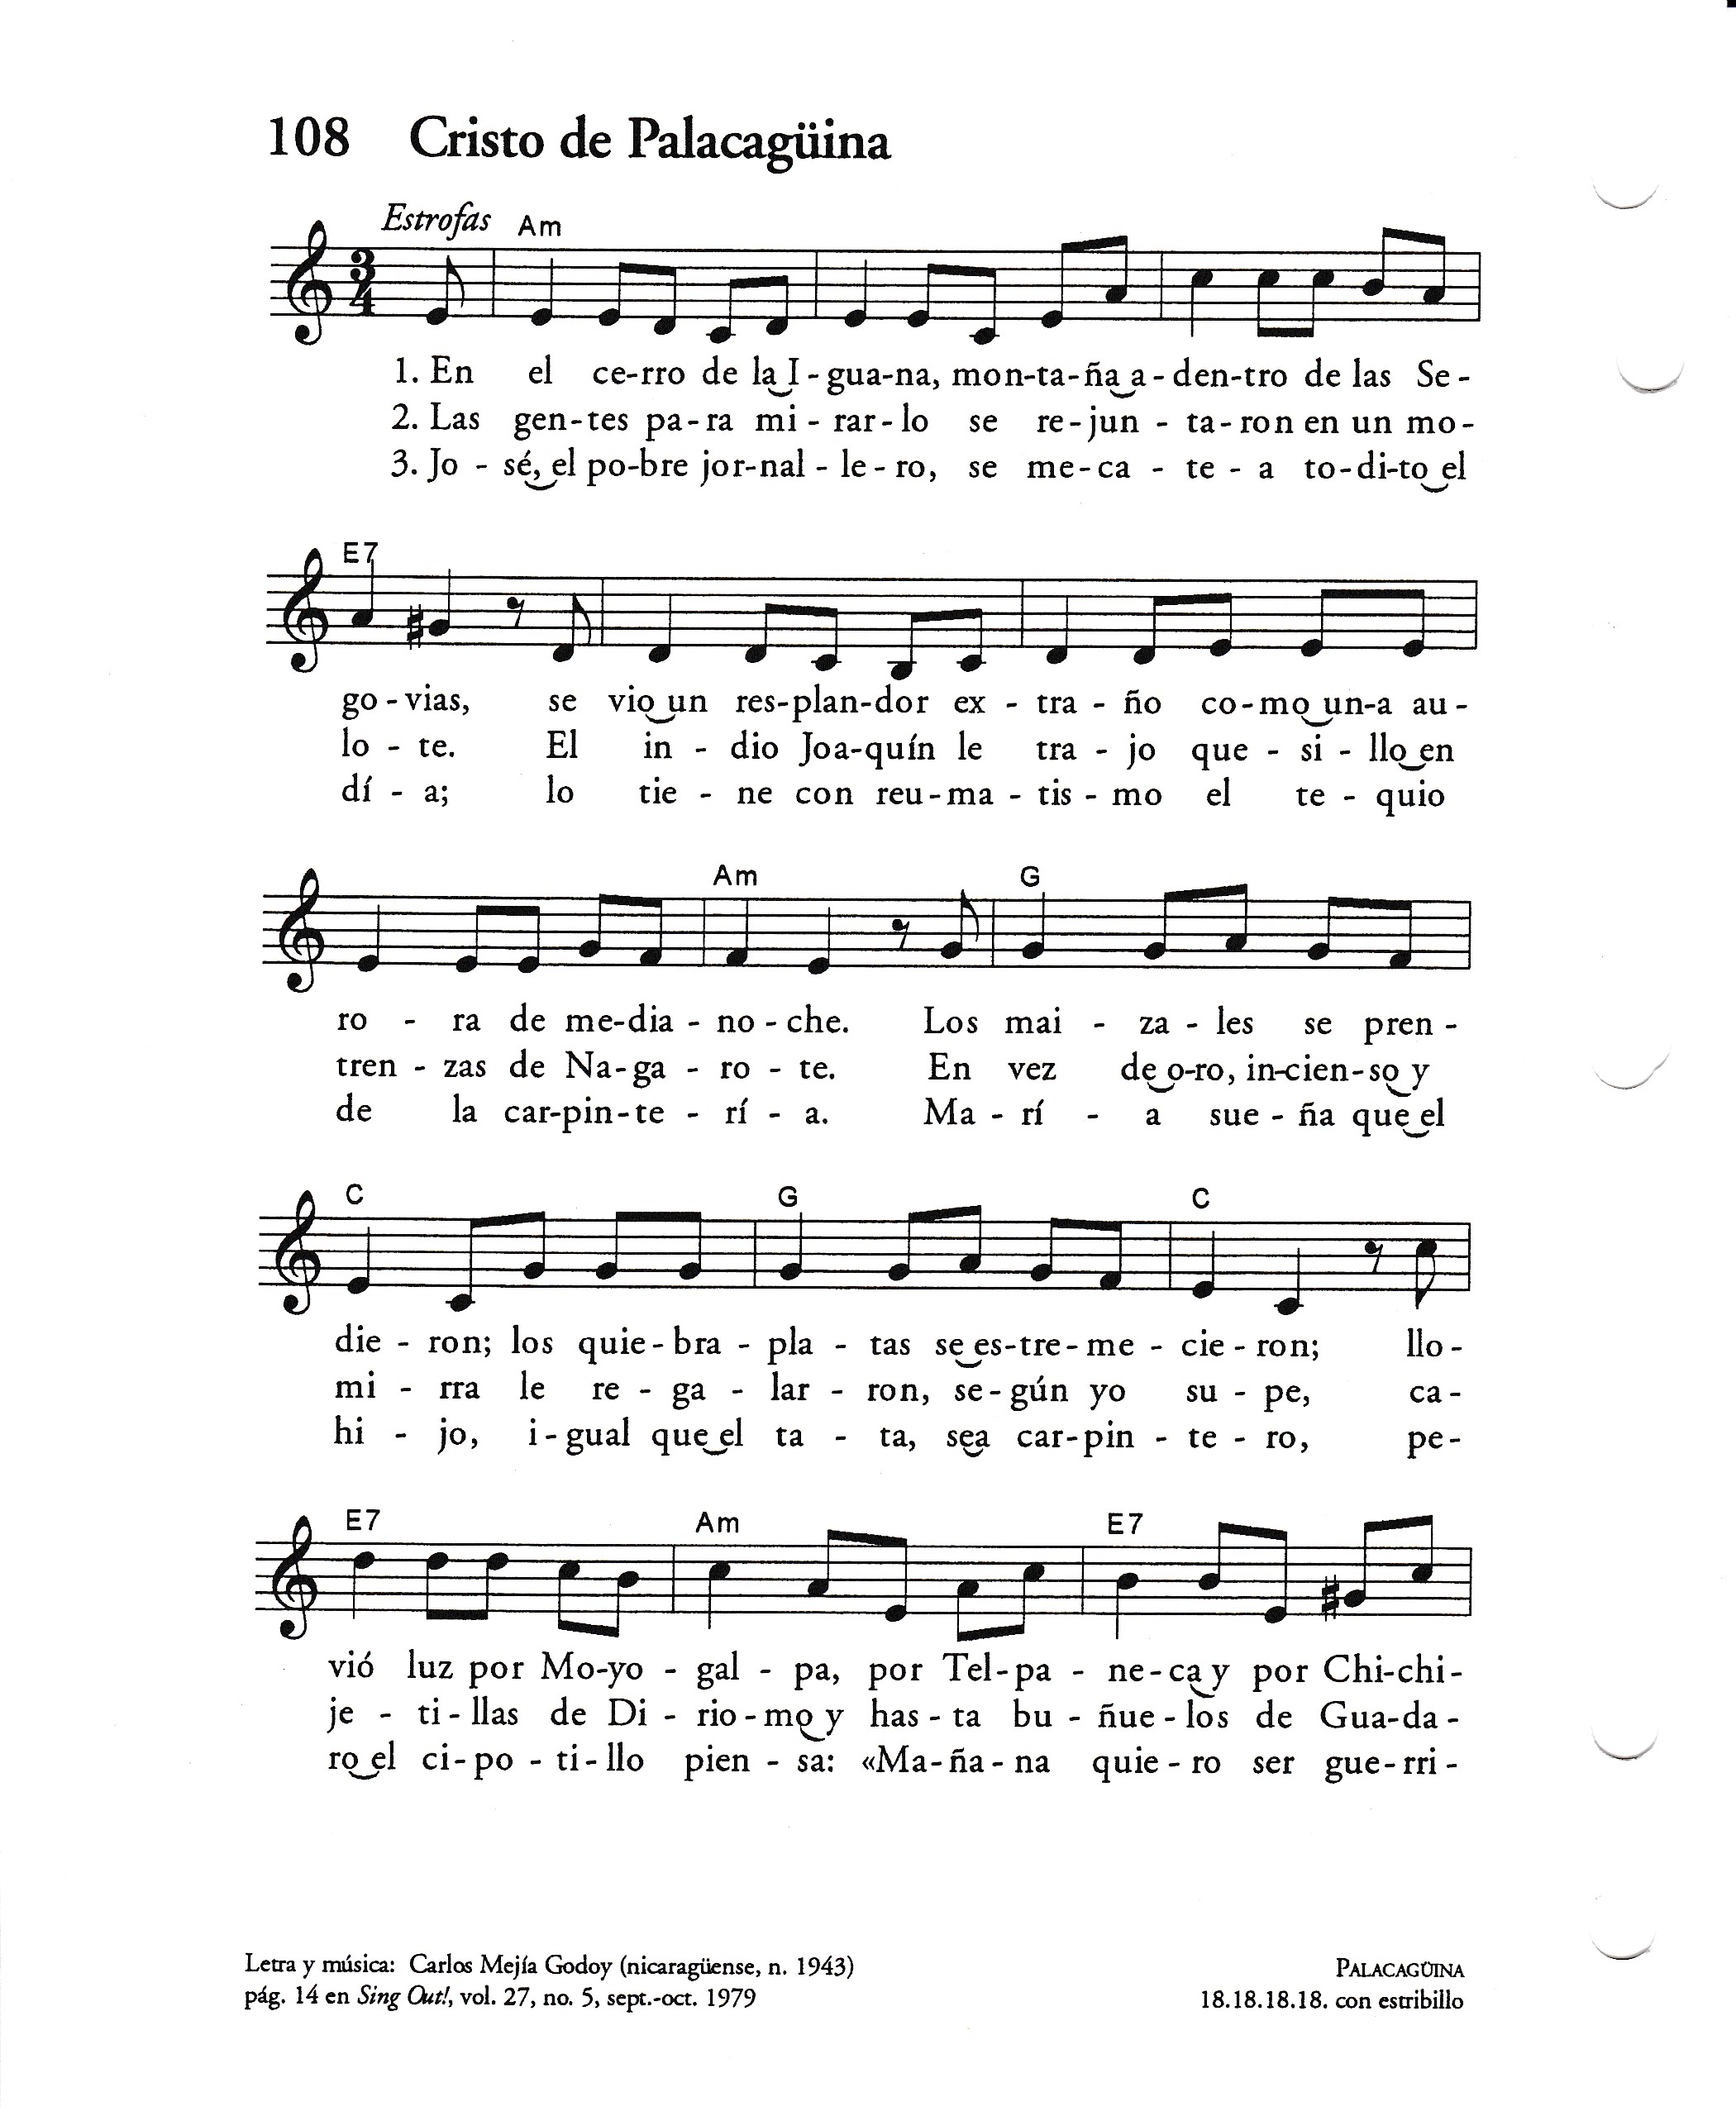 108 Cristo de Palacagüina
Estrofas Am
1. En el ce-rro de la I-gua-na, mon-ta-ña a-den-tro de las Se-
2. Las gen-tes pa-ra mi-rar-lo se re-jun-ta-ron en un mo-
3. Jo-sé, el po-bre jor-nal-le-ro, se me-ca-te-a to-di-to el
E7
go-vias, se vio un res-plan-dor ex-tra-ño co-mo un-a au-
lo-te. El in-dio Joa-quín le tra-jo que-si-llo en
dí-a; lo tie-ne con reu-ma-tis-mo el te-quio
Am G
ro-ra de me-dia-no-che. Los mai-za-les se pren-
tren-zas de Na-ga-ro-te. En vez de o-ro, in-cien-so y
de la car-pin-te-rí-a. Ma-rí-a sue-ña que el
C G C
die-ron; los quie-bra-pla-tas se es-tre-me-cie-ron; llo-
mi-rra le re-ga-lar-ron, se-gún yo su-pe, ca-
hi-jo, i-gual que el ta-ta, sea car-pin-te-ro, pe-
E7 Am E7
vió luz por Mo-yo-gal-pa, por Tel-pa-ne-ca y por Chi-chi-
je-ti-llas de Di-rio-mo y has-ta bu-ñue-los de Gua-da-
ro el ci-po-ti-llo pien-sa: «Ma-ña-na quie-ro ser gue-rri-
Letra y música: Carlos Mejía Godoy (nicaragüense, n. 1943)
pág. 14 en Sing Out!, vol. 27, no. 5, sept.-oct. 1979
PALACAGÜINA
18.18.18.18. con estribillo